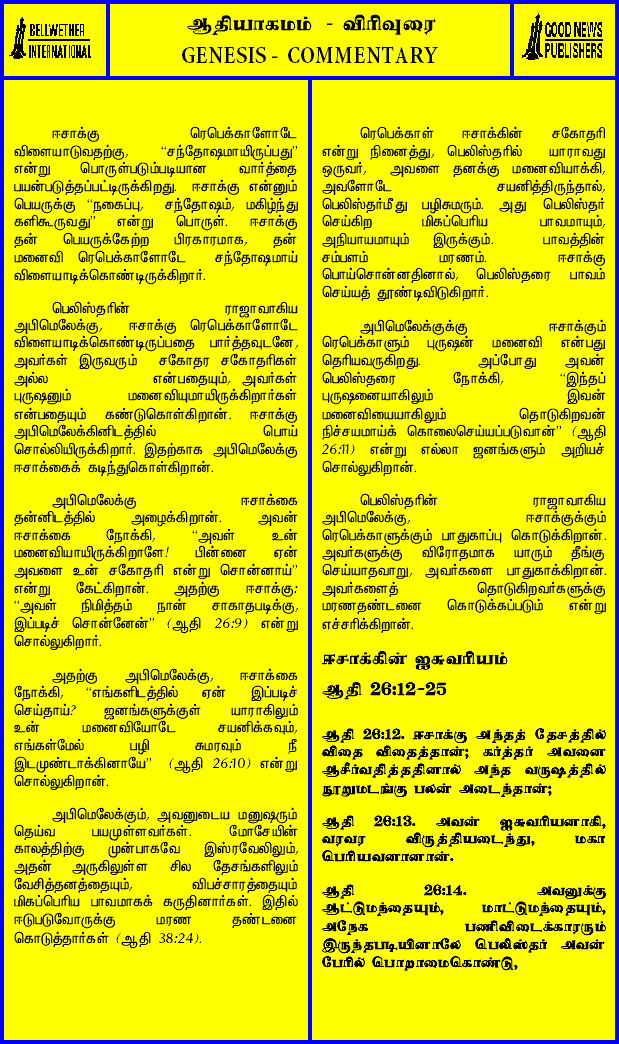 BELLWETHER
INTERNATIONAL
ஆதியாகமம் - விரிவுரை
GENESIS - COMMENTARY
GOOD NEWS
PUBLISHERS
ஈசாக்கு ரெபெக்காளோடே
விளையாடுவதற்கு, “சந்தோஷமாயிருப்பது”
என்று பொருள்படும்படியான வார்த்தை
பயன்படுத்தப்பட்டிருக்கிறது. ஈசாக்கு என்னும்
பெயருக்கு “நகைப்பு, சந்தோஷம், மகிழ்ந்து
களிகூருவது” என்று பொருள். ஈசாக்கு
தன் பெயருக்கேற்ற பிரகாரமாக, தன்
மனைவி ரெபெக்காளோடே சந்தோஷமாய்
விளையாடிக்கொண்டிருக்கிறார்.
பெலிஸ்தரின் ராஜாவாகிய
அபிமெலேக்கு, ஈசாக்கு ரெபெக்காளோடே
விளையாடிக்கொண்டிருப்பதை பார்த்தவுடனே,
அவர்கள் இருவரும் சகோதர சகோதரிகள்
அல்ல என்பதையும், அவர்கள்
புருஷனும் மனைவியுமாயிருக்கிறார்கள்
என்பதையும் கண்டுகொள்கிறான். ஈசாக்கு
அபிமெலேக்கினிடத்தில் பொய்
சொல்லியிருக்கிறார். இதற்காக அபிமெலேக்கு
ஈசாக்கைக் கடிந்துகொள்கிறான்.
அபிமெலேக்கு ஈசாக்கை
தன்னிடத்தில் அழைக்கிறான். அவன்
ஈசாக்கை நோக்கி, “அவள் உன்
மனைவியாயிருக்கிறாளே! பின்னை ஏன்
அவளை உன் சகோதரி என்று சொன்னாய்”
என்று கேட்கிறான். அதற்கு ஈசாக்கு:
“அவள் நிமித்தம் நான் சாகாதபடிக்கு,
இப்படிச் சொன்னேன்” (ஆதி 26:9) என்று
சொல்லுகிறார்.
அதற்கு அபிமெலேக்கு, ஈசாக்கை
நோக்கி, “எங்களிடத்தில் ஏன் இப்படிச்
செய்தாய்? ஜனங்களுக்குள் யாராகிலும்
உன் மனைவியோடே சயனிக்கவும்,
எங்கள்மேல் பழி சுமரவும் நீ
இடமுண்டாக்கினாயே” (ஆதி 26:10) என்று
சொல்லுகிறான்.
அபிமெலேக்கும், அவனுடைய மனுஷரும்
தெய்வ பயமுள்ளவர்கள். மோசேயின்
காலத்திற்கு முன்பாகவே இஸ்ரவேலிலும்,
அதன் அருகிலுள்ள சில தேசங்களிலும்
வேசித்தனத்தையும், விபச்சாரத்தையும்
மிகப்பெரிய பாவமாகக் கருதினார்கள். இதில்
ஈடுபடுவோருக்கு மரண தண்டனை
கொடுத்தார்கள் (ஆதி 38:24).
ரெபெக்காள் ஈசாக்கின் சகோதரி
என்று நினைத்து, பெலிஸ்தரில் யாராவது
ஒருவர், அவளை தனக்கு மனைவியாக்கி,
அவளோடே சயனித்திருந்தால்,
பெலிஸ்தர்மீது பழிசுமரும். அது பெலிஸ்தர்
செய்கிற மிகப்பெரிய பாவமாயும்,
அநியாயமாயும் இருக்கும். பாவத்தின்
சம்பளம் மரணம். ஈசாக்கு
பொய்சொன்னதினால், பெலிஸ்தரை பாவம்
செய்யத் தூண்டிவிடுகிறார்.
அபிமெலேக்குக்கு ஈசாக்கும்
ரெபெக்காளும் புருஷன் மனைவி என்பது
தெரியவருகிறது. அப்போது அவன்
பெலிஸ்தரை நோக்கி, “இந்தப்
புருஷனையாகிலும் இவன்
மனைவியையாகிலும் தொடுகிறவன்
நிச்சயமாய்க் கொலைசெய்யப்படுவான்” (ஆதி
26:11) என்று எல்லா ஜனங்களும் அறியச்
சொல்லுகிறான்.
பெலிஸ்தரின் ராஜாவாகிய
அபிமெலேக்கு, ஈசாக்குக்கும்
ரெபெக்காளுக்கும் பாதுகாப்பு கொடுக்கிறான்.
அவர்களுக்கு விரோதமாக யாரும் தீங்கு
செய்யாதவாறு, அவர்களை பாதுகாக்கிறான்.
அவர்களைத் தொடுகிறவர்களுக்கு
மரணதண்டனை கொடுக்கப்படும் என்று
எச்சரிக்கிறான்.
ஈசாக்கின் ஐசுவரியம்
ஆதி 26:12-25
ஆதி 26:12. ஈசாக்கு அந்தத் தேசத்தில்
விதை விதைத்தான்; கர்த்தர் அவனை
ஆசீர்வதித்ததினால் அந்த வருஷத்தில்
நூறுமடங்கு பலன் அடைந்தான்;
ஆதி 26:13. அவன் ஐசுவரியனாகி,
வரவர விருத்தியடைந்து, மகா
பெரியவனானான்.
ஆதி 26:14. அவனுக்கு
ஆட்டுமந்தையும், மாட்டுமந்தையும்,
அநேக பணிவிடைக்காரரும்
இருந்தபடியினாலே பெலிஸ்தர் அவன்
பேரில் பொறாமைகொண்டு,